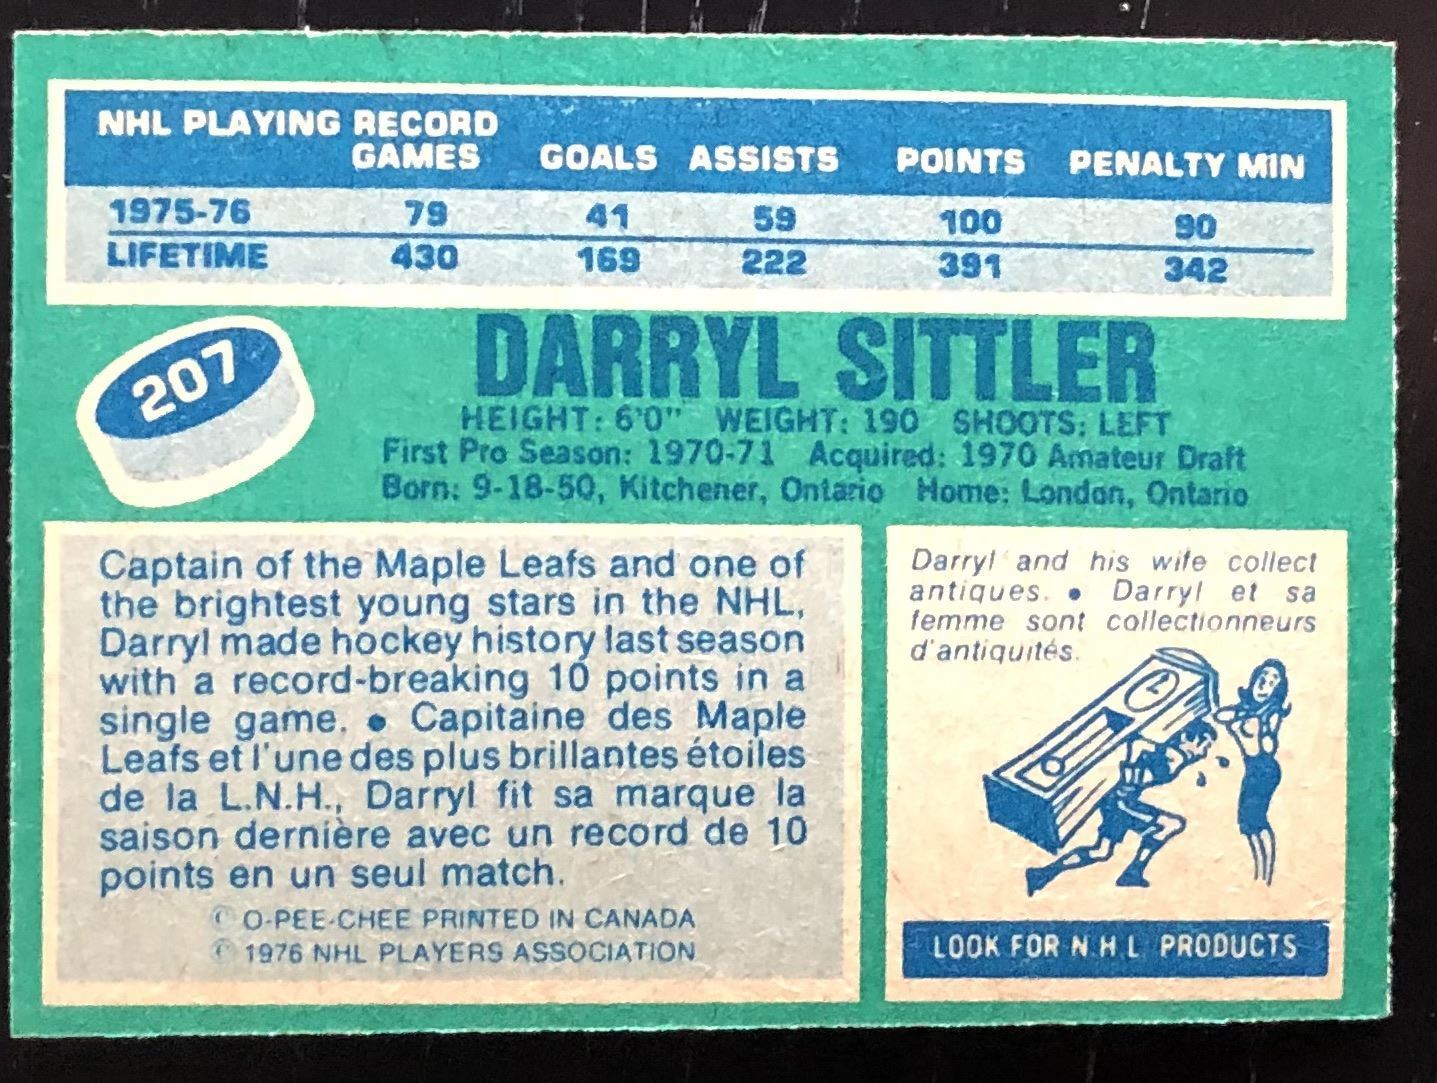 NHL PLAYING RECORD
GAMES GOALS ASSISTS POINTS PENALTY MIN
1975-76 79 41 59 100 90
LIFETIME 430 169 222 391 342
207
DARRYL SITTLER
HEIGHT: 6'0" WEIGHT: 190 SHOOTS: LEFT
First Pro Season: 1970-71 Acquired: 1970 Amateur Draft
Born: 9-18-50, Kitchener, Ontario Home: London, Ontario
Captain of the Maple Leafs and one of
the brightest young stars in the NHL,
Darryl made hockey history last season
with a record-breaking 10 points in a
single game. • Capitaine des Maple
Leafs et l'une des plus brillantes étoiles
de la L.N.H., Darryl fit sa marque la
saison dernière avec un record de 10
points en un seul match.
© O-PEE-CHEE PRINTED IN CANADA
© 1976 NHL PLAYERS ASSOCIATION
Darryl and his wife collect
antiques. • Darryl et sa
femme sont collectionneurs
d'antiquités.
LOOK FOR N H L PRODUCTS